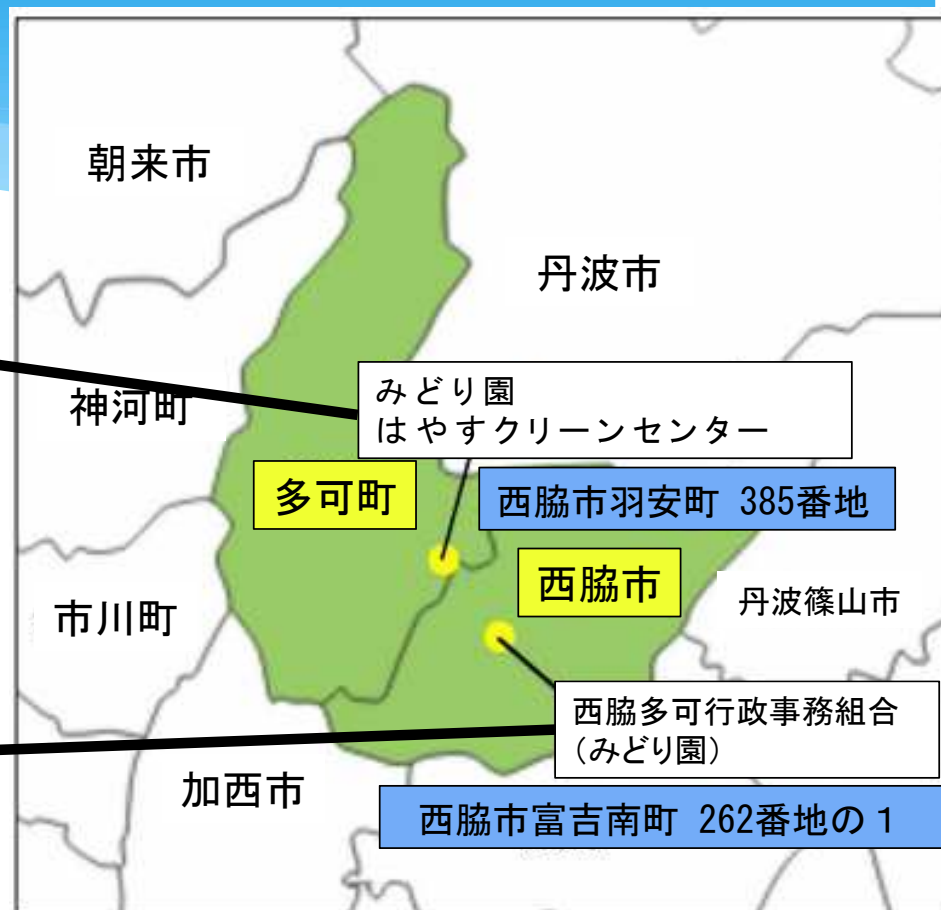 朝来市
丹波市
神河町
みどり園
はやすクリーンセンター
多可町
西脇市羽安町 385番地
西脇市
市川町
丹波篠山市
西脇多可行政事務組合
(みどり園)
加西市
西脇市富吉南町 262番地の1